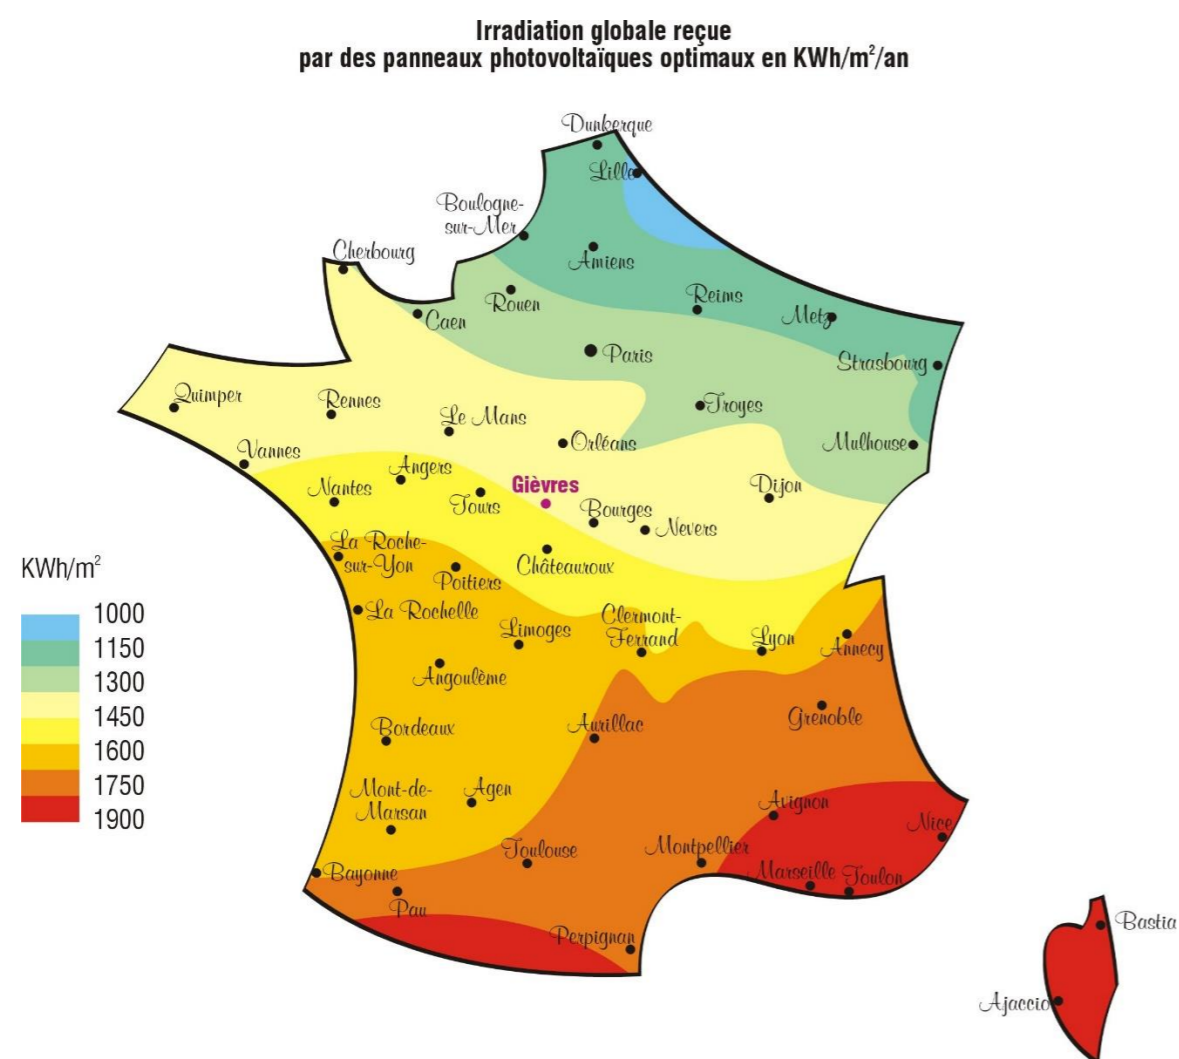 Irradiation globale reçue
par des panneaux photovoltaïques optimaux en KWh/m²/an
Dunkerque
Lille
Boulogne-
sur-Mer
Amiens
Cherbourg
Rouen
Reims
Metz
Caen
Paris
Strasbourg
Quimper
Rennes
Le Mans
Troyes
Orléans
Mulhouse
Vannes
Angers
Gièvres
Dijon
Nantes
Tours
Bourges
Nevers
La Roche-
sur-Yon
Châteauroux
Poitiers
KWh/m²
1000
1150
1300
1450
1600
1750
1900
La Rochelle
Clermont-
Ferrand
Limoges
Lyon
Annecy
Angoulême
Bordeaux
Aurillac
Grenoble
Mont-de-
Marsan
Agen
Avignon
Nice
Toulouse
Montpellier
Bayonne
Marseille
Toulon
Pau
Perpignan
Bastia
Ajaccio